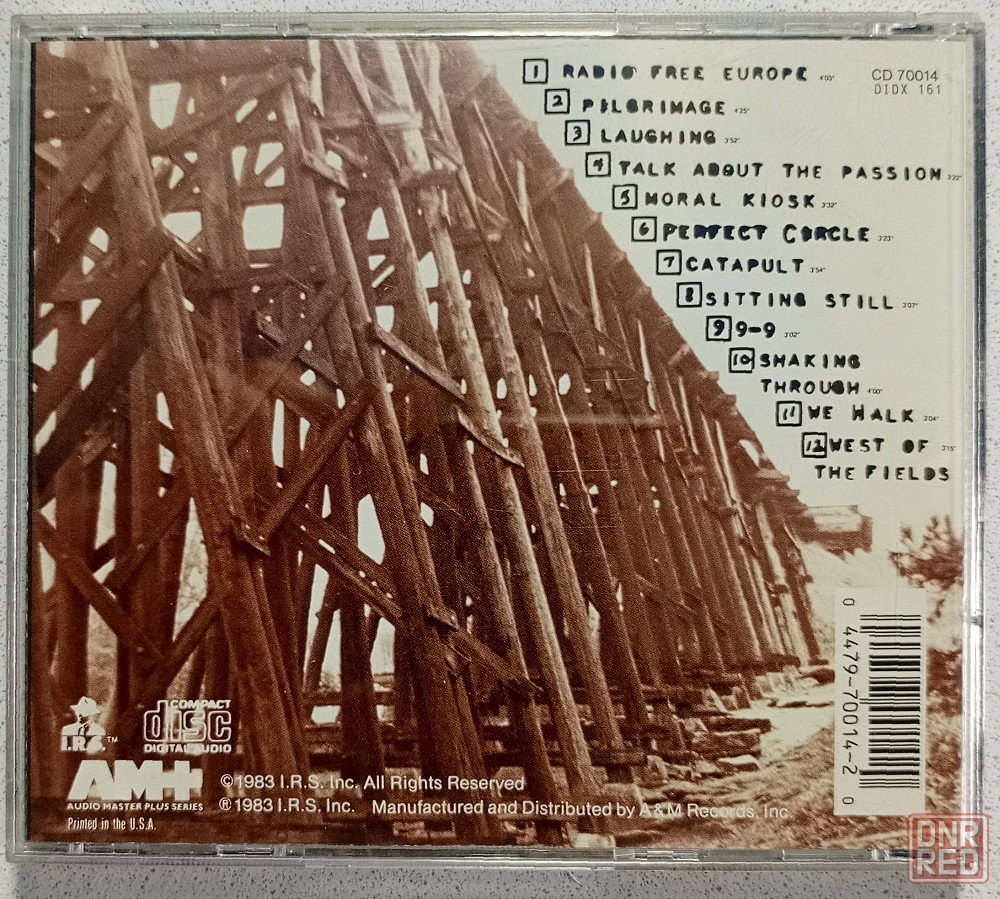 1 RADIO FREE EUROPE 4'03"
2 PILGRIMAGE 4'25"
3 LAUGHING 3'52"
4 TALK ABOUT THE PASSION 3'22"
5 MORAL KIOSK 3'32"
6 PERFECT CIRCLE 3'23"
7 CATAPULT 3'54"
8 SITTING STILL 3'07"
9 9-9 3'02"
10 SHAKING
THROUGH 4'00"
11 WE WALK 3'04"
12 WEST OF 3'15"
THE FIELDS
CD 70014
DIDX 161
0 4479-70014-2 0
I.R.S.™
COMPACT
disc
DIGITAL AUDIO
AM+
AUDIO MASTER PLUS SERIES
Printed in the U.S.A.
©1983 I.R.S. Inc. All Rights Reserved
℗1983 I.R.S. Inc. Manufactured and Distributed by A&M Records, Inc.
DNR
RED